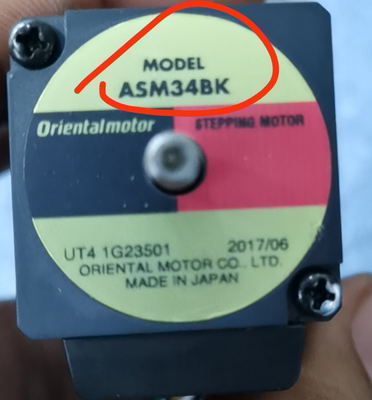 MODEL
ASM34BK
Orientalmotor STEPPING MOTOR
UT4 1G23501 2017/06
ORIENTAL MOTOR CO., LTD.
MADE IN JAPAN